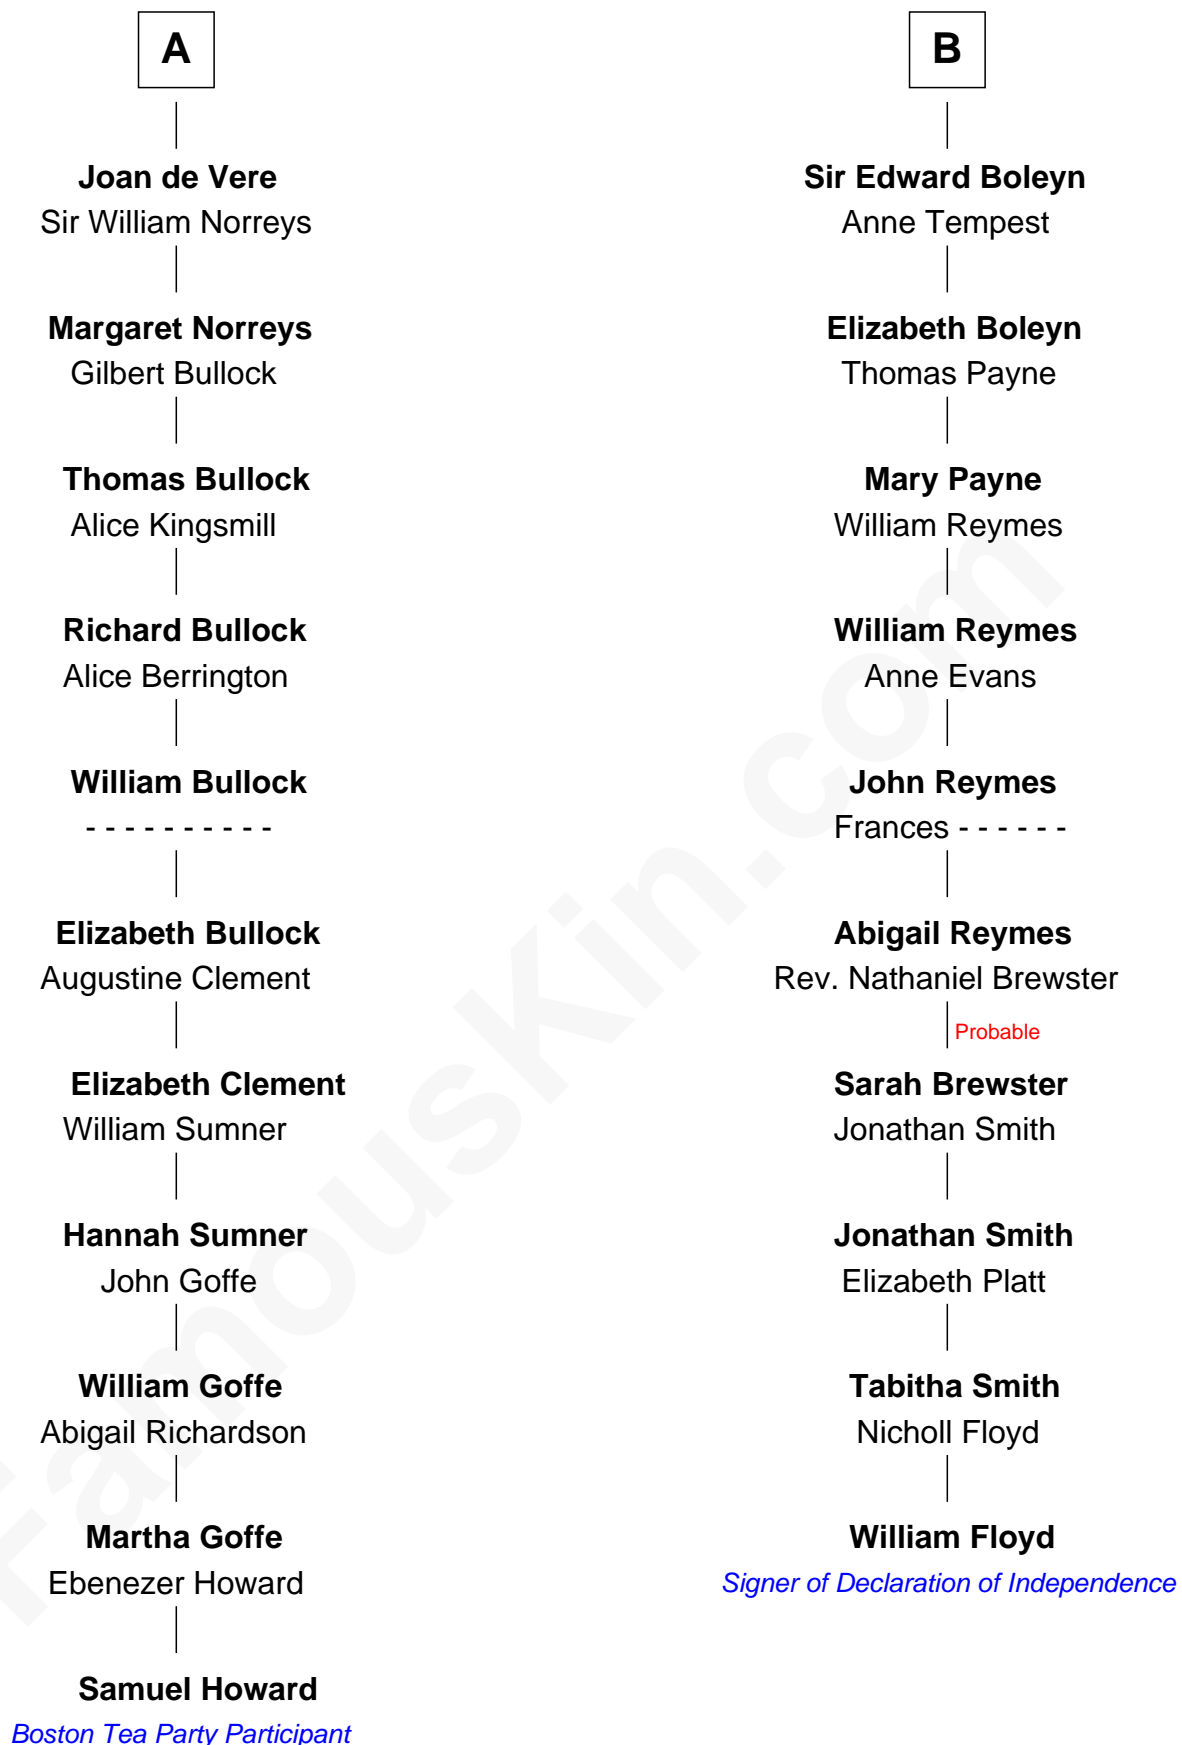 A
Joan de Vere
Sir William Norreys
Margaret Norreys
Gilbert Bullock
Thomas Bullock
Alice Kingsmill
Richard Bullock
Alice Berrington
William Bullock
- - - - - - - - - -
Elizabeth Bullock
Augustine Clement
Elizabeth Clement
William Sumner
Hannah Sumner
John Goffe
William Goffe
Abigail Richardson
Martha Goffe
Ebenezer Howard
Samuel Howard
Boston Tea Party Participant
B
Sir Edward Boleyn
Anne Tempest
Elizabeth Boleyn
Thomas Payne
Mary Payne
William Reymes
William Reymes
Anne Evans
John Reymes
Frances - - - - - -
Abigail Reymes
Rev. Nathaniel Brewster
Probable
Sarah Brewster
Jonathan Smith
Jonathan Smith
Elizabeth Platt
Tabitha Smith
Nicholl Floyd
William Floyd
Signer of Declaration of Independence
FamousKin.com